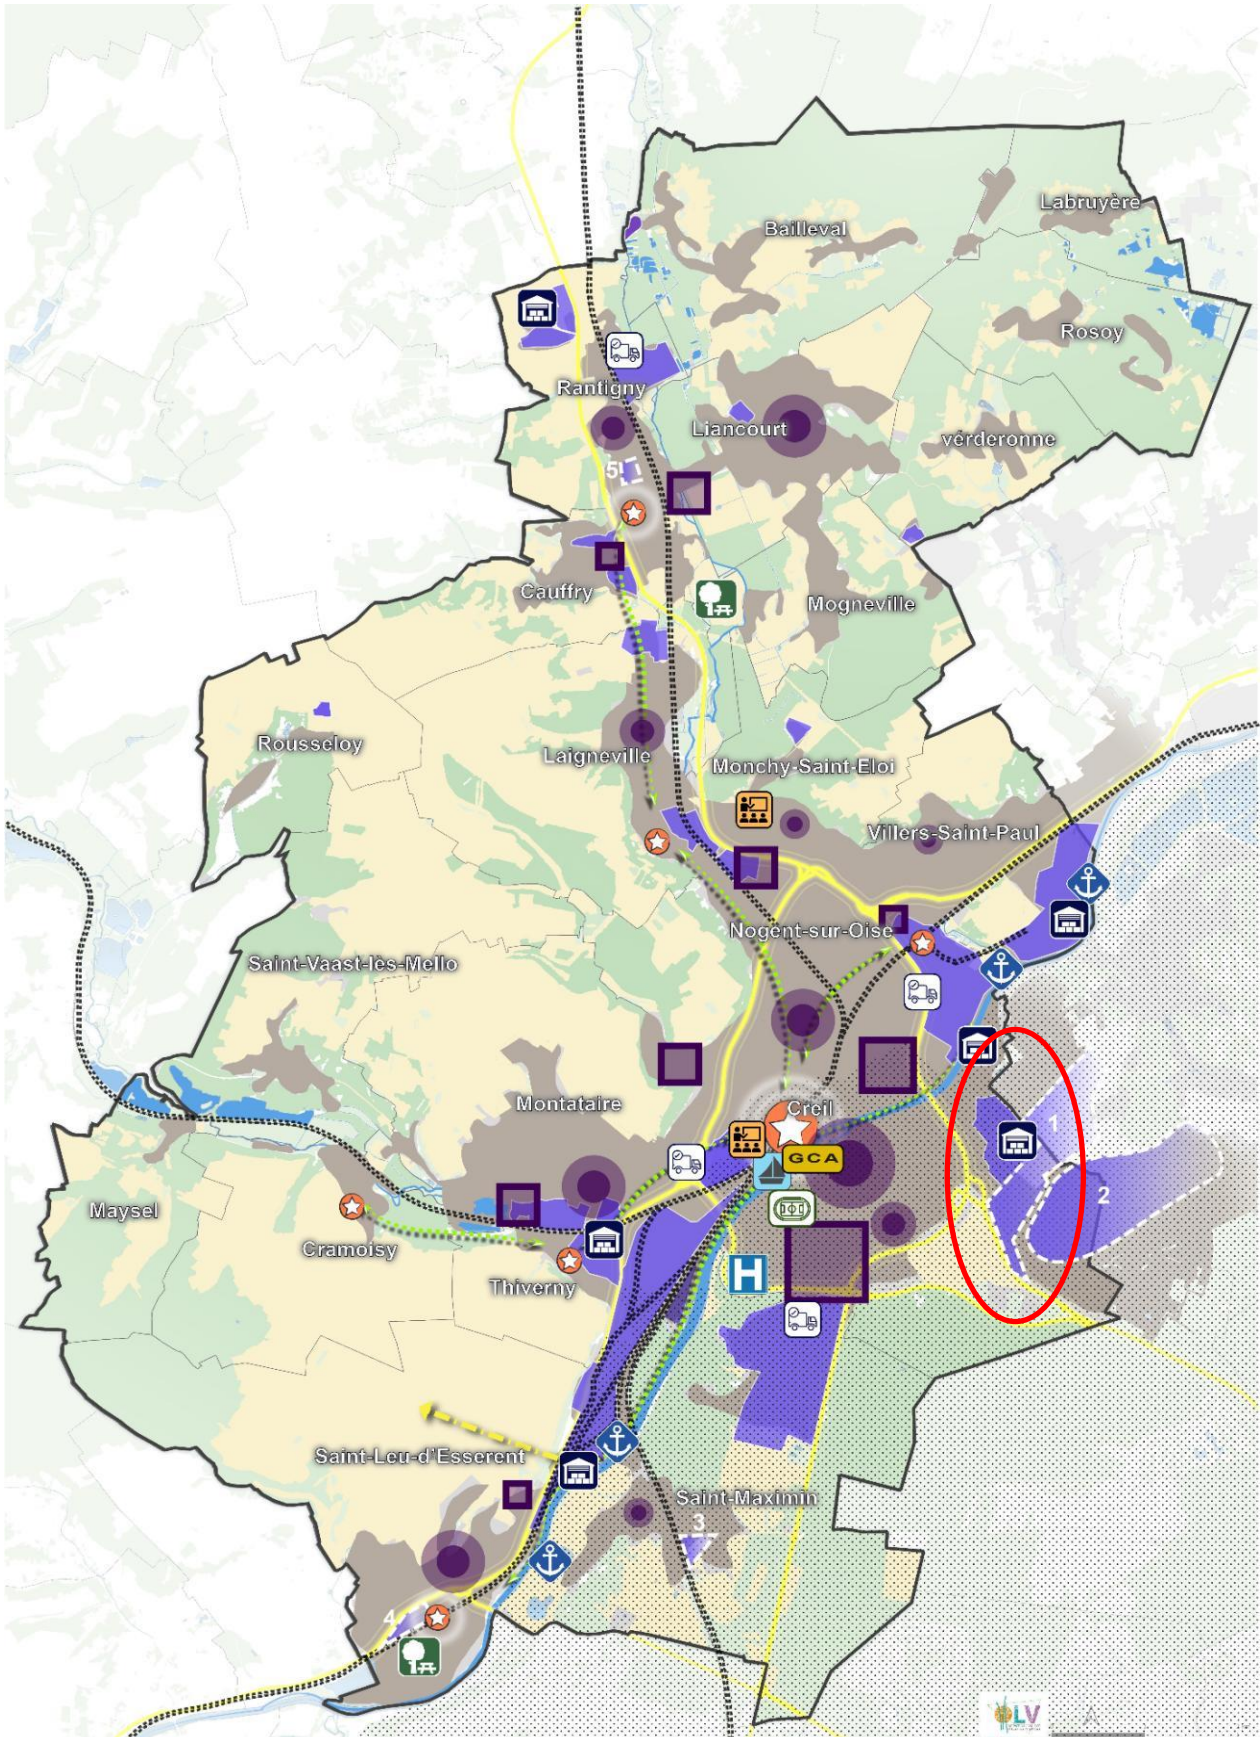 Labruyère
Bailleval
Rosoy
Rantigny
Liancourt
verderonne
5
Cauffry
Mogneville
Rousseloy
Laigneville
Monchy-Saint-Eloi
Villers-Saint-Paul
Nogent-sur-Oise
Saint-Vaast-les-Mello
Montataire
Creil
1
GCA
2
Maysel
Cramoisy
Thiverny
H
Saint-Leu-d'Esserent
Saint-Maximin
3
4
LV